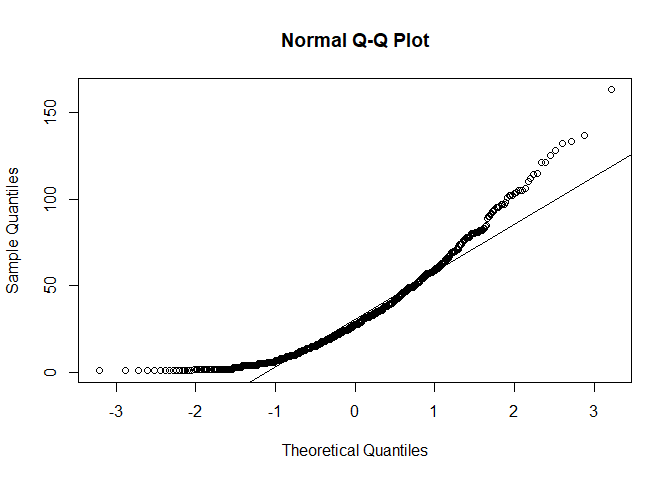 Normal Q-Q Plot
150
100
50
0
Sample Quantiles
-3 -2 -1 0 1 2 3
Theoretical Quantiles